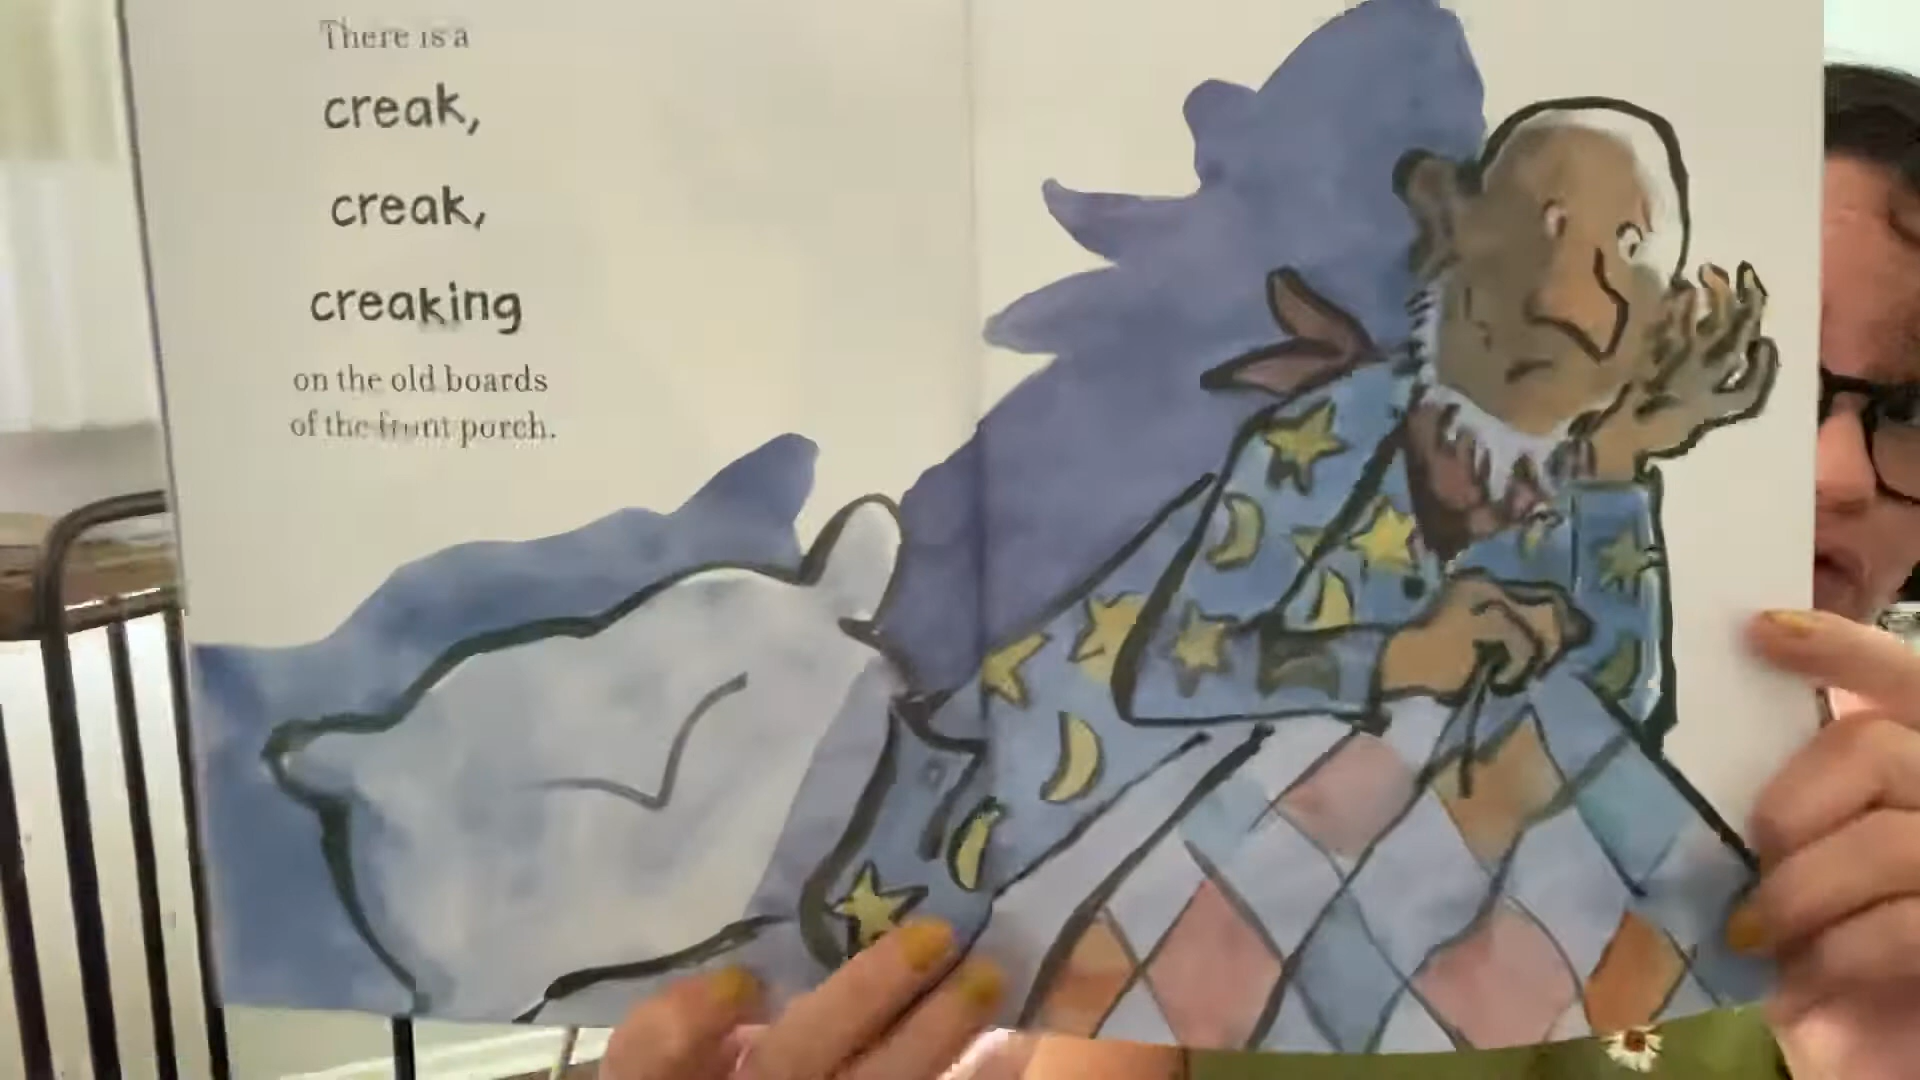 There is a
creak,
creak,
creaking
on the old boards
of the front porch.